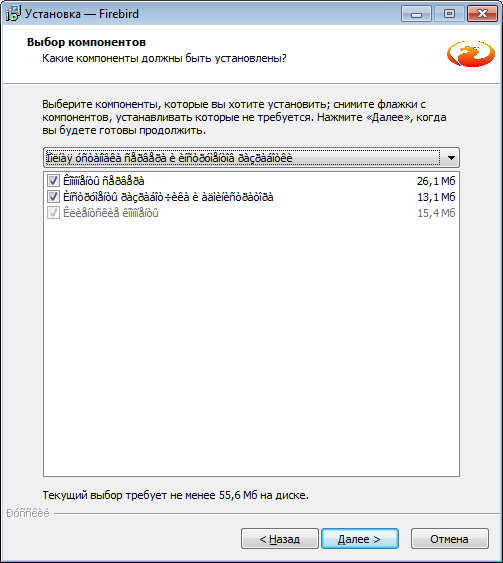 Установка — Firebird
Выбор компонентов
Какие компоненты должны быть установлены?
Выберите компоненты, которые вы хотите установить; снимите флажки с
компонентов, устанавливать которые не требуется. Нажмите «Далее», когда
вы будете готовы продолжить.
Ïîëíàÿ óñòàíîâêà ñåðâåðà è èíñòðóìåíòîâ ðàçðàáîòêè
Êîìïîíåíòû ñåðâåðà 26,1 Мб
Èíñòðóìåíòû ðàçðàáîò÷èêà è àäìèíèñòðàòîðà 13,1 Мб
Êëèåíòñêèå êîìïîíåíòû 15,4 Мб
Текущий выбор требует не менее 55,6 Мб на диске.
Ðóññêèé
< Назад Далее > Отмена